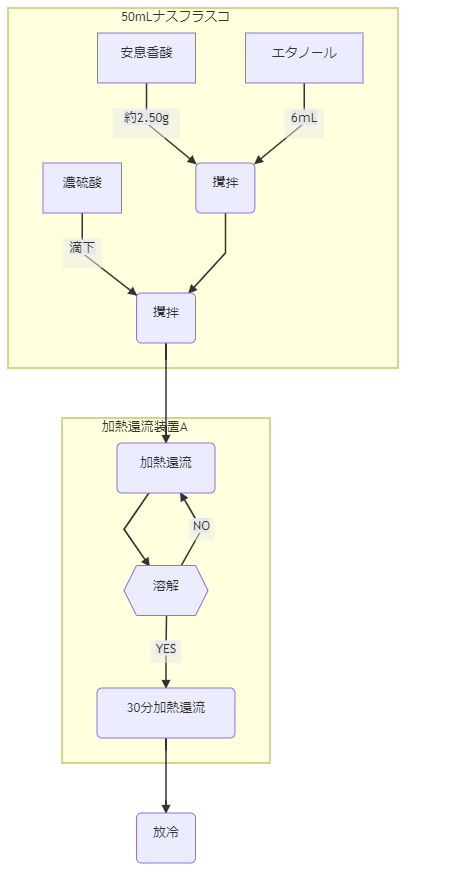 50mLナスフラスコ
安息香酸
エタノール
約2.50g
6mL
濃硫酸
攪拌
滴下
攪拌
加熱還流装置A
加熱還流
NO
溶解
YES
30分加熱還流
放冷